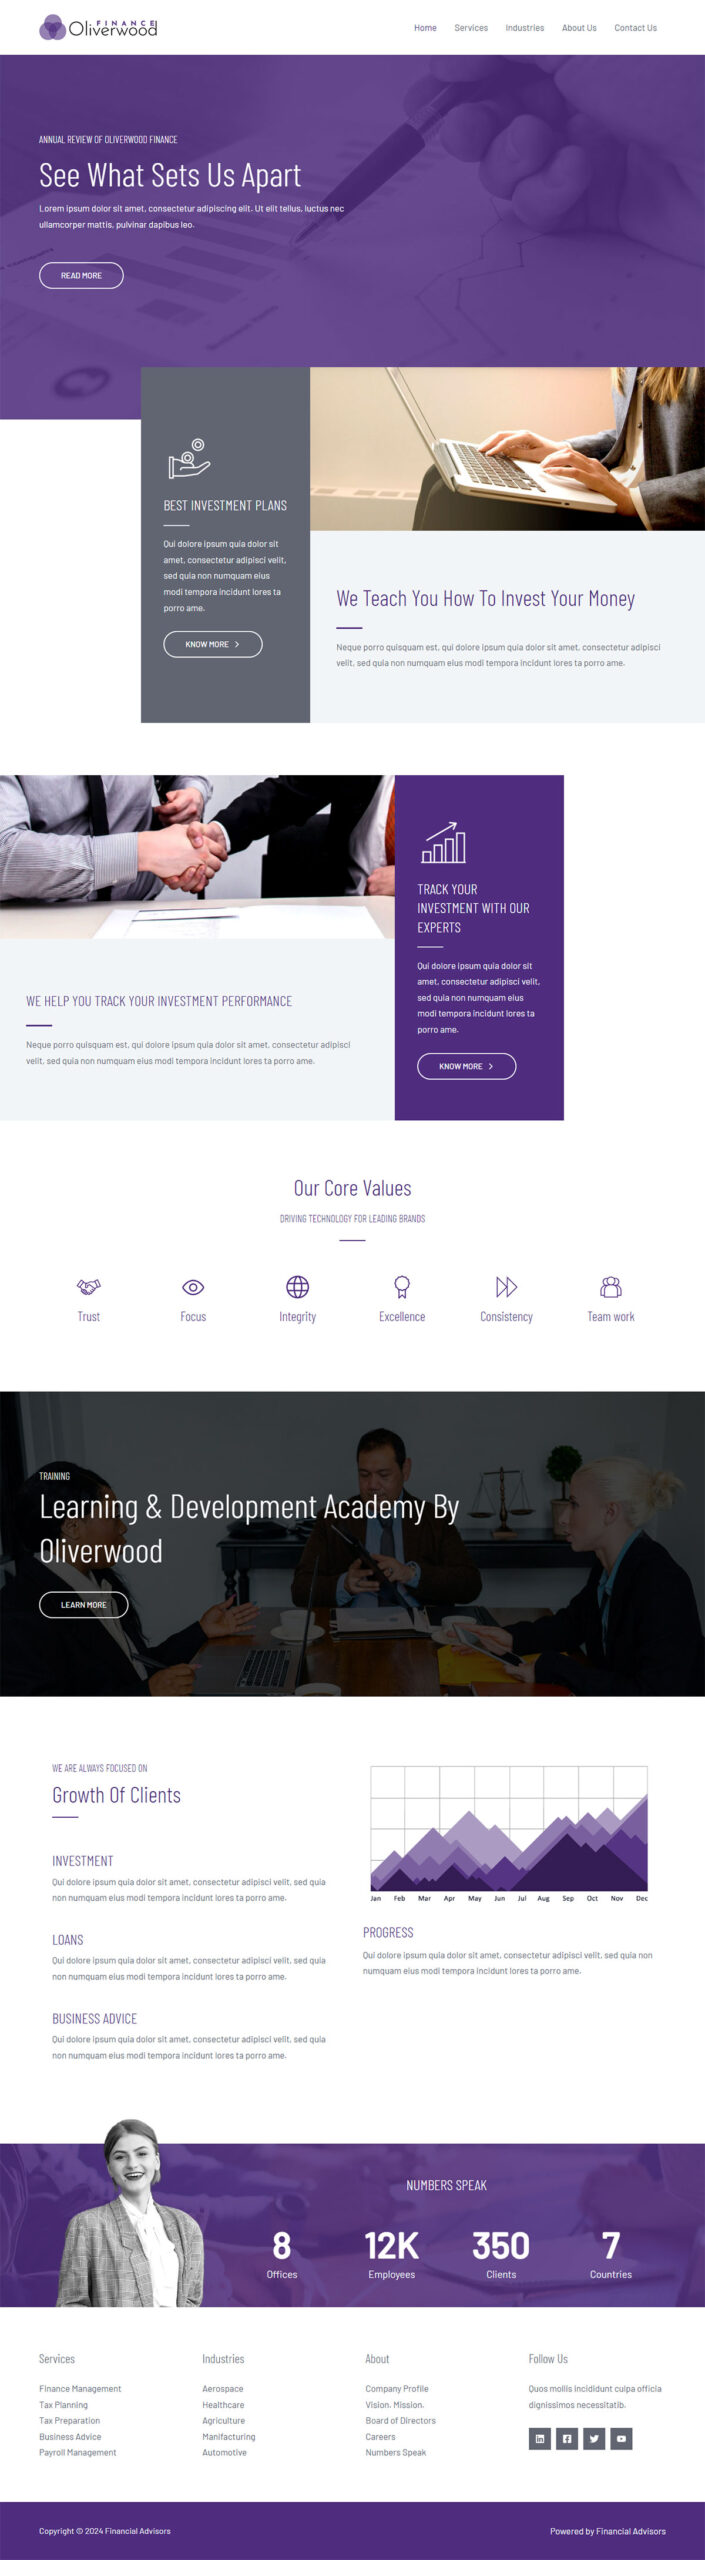 FINANCE
Oliverwood
Home Services Industries About Us Contact Us
ANNUAL REVIEW OF OLIVERWOOD FINANCE
See What Sets Us Apart
Lorem ipsum dolor sit amet, consectetur adipiscing elit. Ut elit tellus, luctus nec
ullamcorper mattis, pulvinar dapibus leo.
READ MORE
BEST INVESTMENT PLANS
Qui dolore ipsum quia dolor sit
amet, consectetur adipisci velit,
sed quia non numquam eius
modi tempora incidunt lores ta
porro ame.
KNOW MORE
We Teach You How To Invest Your Money
Neque porro quisquam est, qui dolore ipsum quia dolor sit amet, consectetur adipisci
velit, sed quia non numquam eius modi tempora incidunt lores ta porro ame.
WE HELP YOU TRACK YOUR INVESTMENT PERFORMANCE
Neque porro quisquam est, qui dolore ipsum quia dolor sit amet, consectetur adipisci
velit, sed quia non numquam eius modi tempora incidunt lores ta porro ame.
TRACK YOUR
INVESTMENT WITH OUR
EXPERTS
Qui dolore ipsum quia dolor sit
amet, consectetur adipisci velit,
sed quia non numquam eius
modi tempora incidunt lores ta
porro ame.
KNOW MORE
Our Core Values
DRIVING TECHNOLOGY FOR LEADING BRANDS
Trust Focus Integrity Excellence Consistency Team work
TRAINING
Learning & Development Academy By
Oliverwood
LEARN MORE
WE ARE ALWAYS FOCUSED ON
Growth Of Clients
INVESTMENT
Qui dolore ipsum quia dolor sit amet, consectetur adipisci velit, sed quia
non numquam eius modi tempora incidunt lores ta porro ame.
LOANS
Qui dolore ipsum quia dolor sit amet, consectetur adipisci velit, sed quia
non numquam eius modi tempora incidunt lores ta porro ame.
BUSINESS ADVICE
Qui dolore ipsum quia dolor sit amet, consectetur adipisci velit, sed quia
non numquam eius modi tempora incidunt lores ta porro ame.
Jan Feb Mar Apr May Jun Jul Aug Sep Oct Nov Dec
PROGRESS
Qui dolore ipsum quia dolor sit amet, consectetur adipisci velit, sed quia non
numquam eius modi tempora incidunt lores ta porro ame.
NUMBERS SPEAK
8 12K 350 7
Offices Employees Clients Countries
Services
Finance Management
Tax Planning
Tax Preparation
Business Advice
Payroll Management
Industries
Aerospace
Healthcare
Agriculture
Manifacturing
Automotive
About
Company Profile
Vision. Mission.
Board of Directors
Careers
Numbers Speak
Follow Us
Quos mollis incididunt culpa officia
dignissimos necessitatib.
Copyright © 2024 Financial Advisors
Powered by Financial Advisors